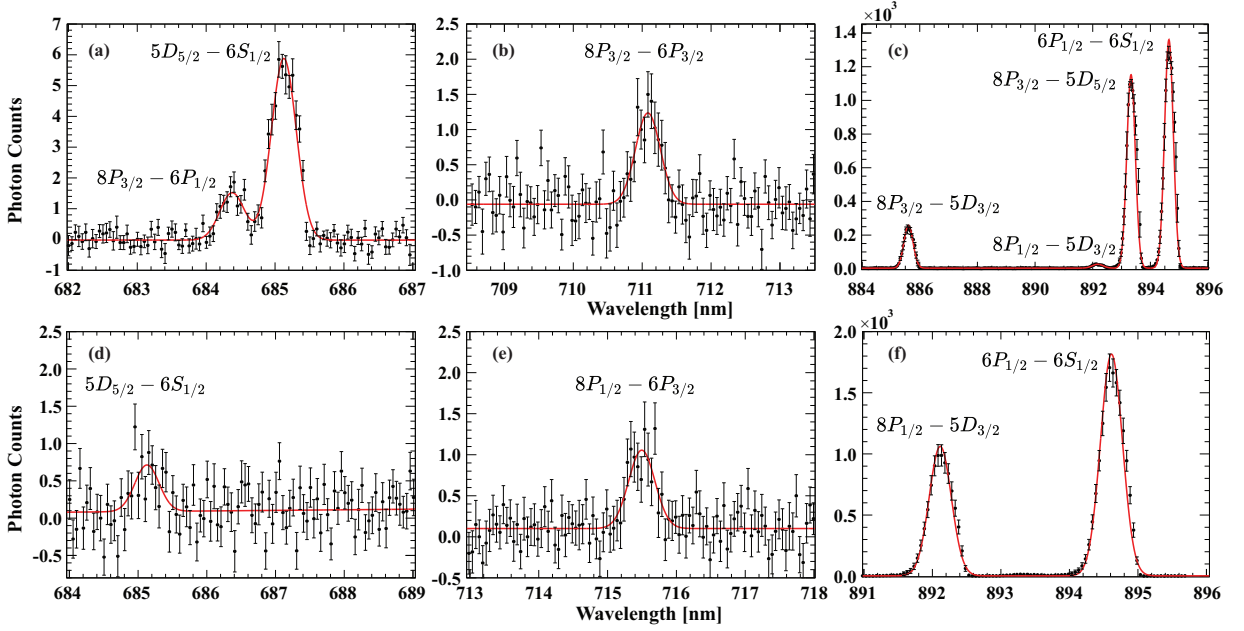 (a)
5D5/2 − 6S1/2
8P3/2 − 6P1/2
Photon Counts
7
6
5
4
3
2
1
0
-1
682 683 684 685 686 687
(b)
8P3/2 − 6P3/2
2.5
2.0
1.5
1.0
0.5
0.0
-0.5
-1.0
709 710 711 712 713
Wavelength [nm]
×10³
(c)
6P1/2 − 6S1/2
8P3/2 − 5D5/2
8P3/2 − 5D3/2
8P1/2 − 5D3/2
1.4
1.2
1.0
0.8
0.6
0.4
0.2
0.0
884 886 888 890 892 894 896
(d)
5D5/2 − 6S1/2
Photon Counts
2.5
2.0
1.5
1.0
0.5
0.0
-0.5
684 685 686 687 688 689
(e)
8P1/2 − 6P3/2
2.5
2.0
1.5
1.0
0.5
0.0
-0.5
713 714 715 716 717 718
Wavelength [nm]
×10³
(f)
6P1/2 − 6S1/2
8P1/2 − 5D3/2
2.0
1.5
1.0
0.5
0.0
891 892 893 894 895 896